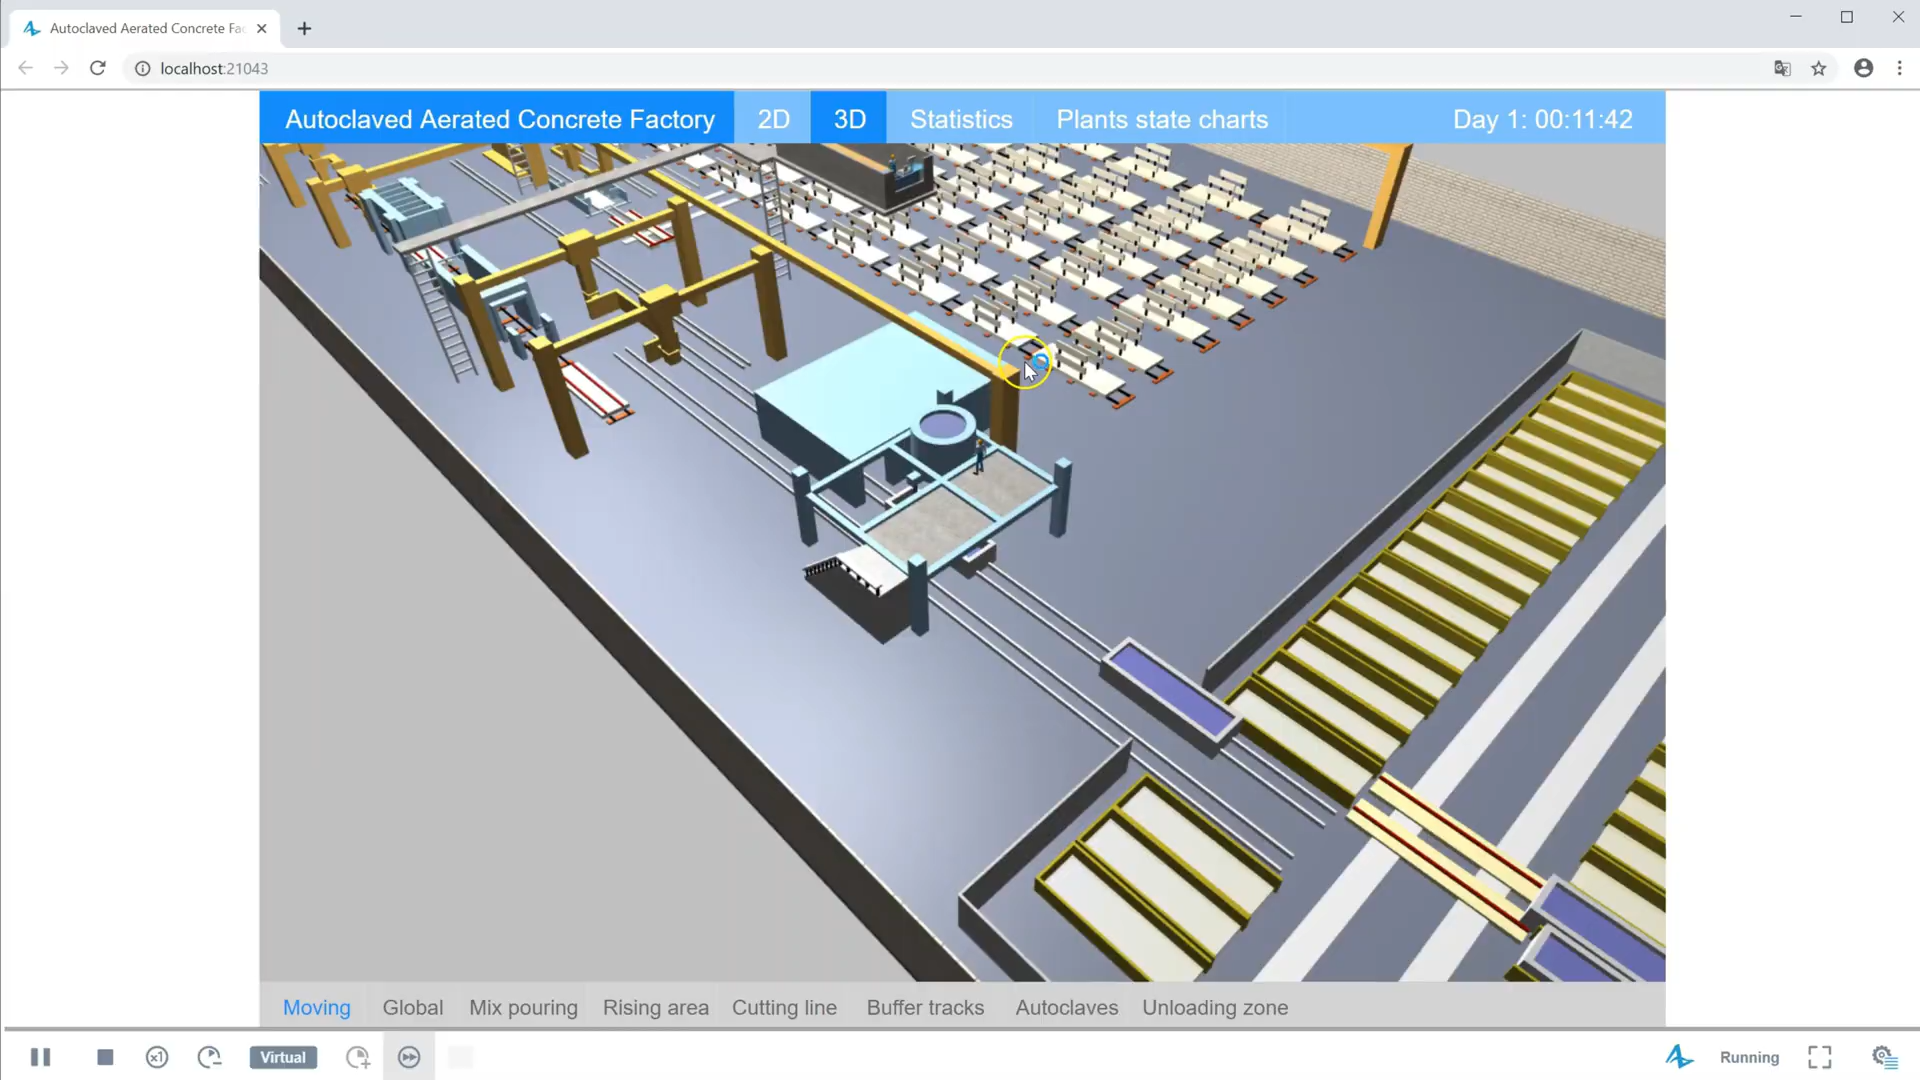 Autoclaved Aerated Concrete Fac
localhost:21043
Autoclaved Aerated Concrete Factory
2D
3D
Statistics
Plants state charts
Day 1: 00:11:42
Moving
Global
Mix pouring
Rising area
Cutting line
Buffer tracks
Autoclaves
Unloading zone
x1
Virtual
Running